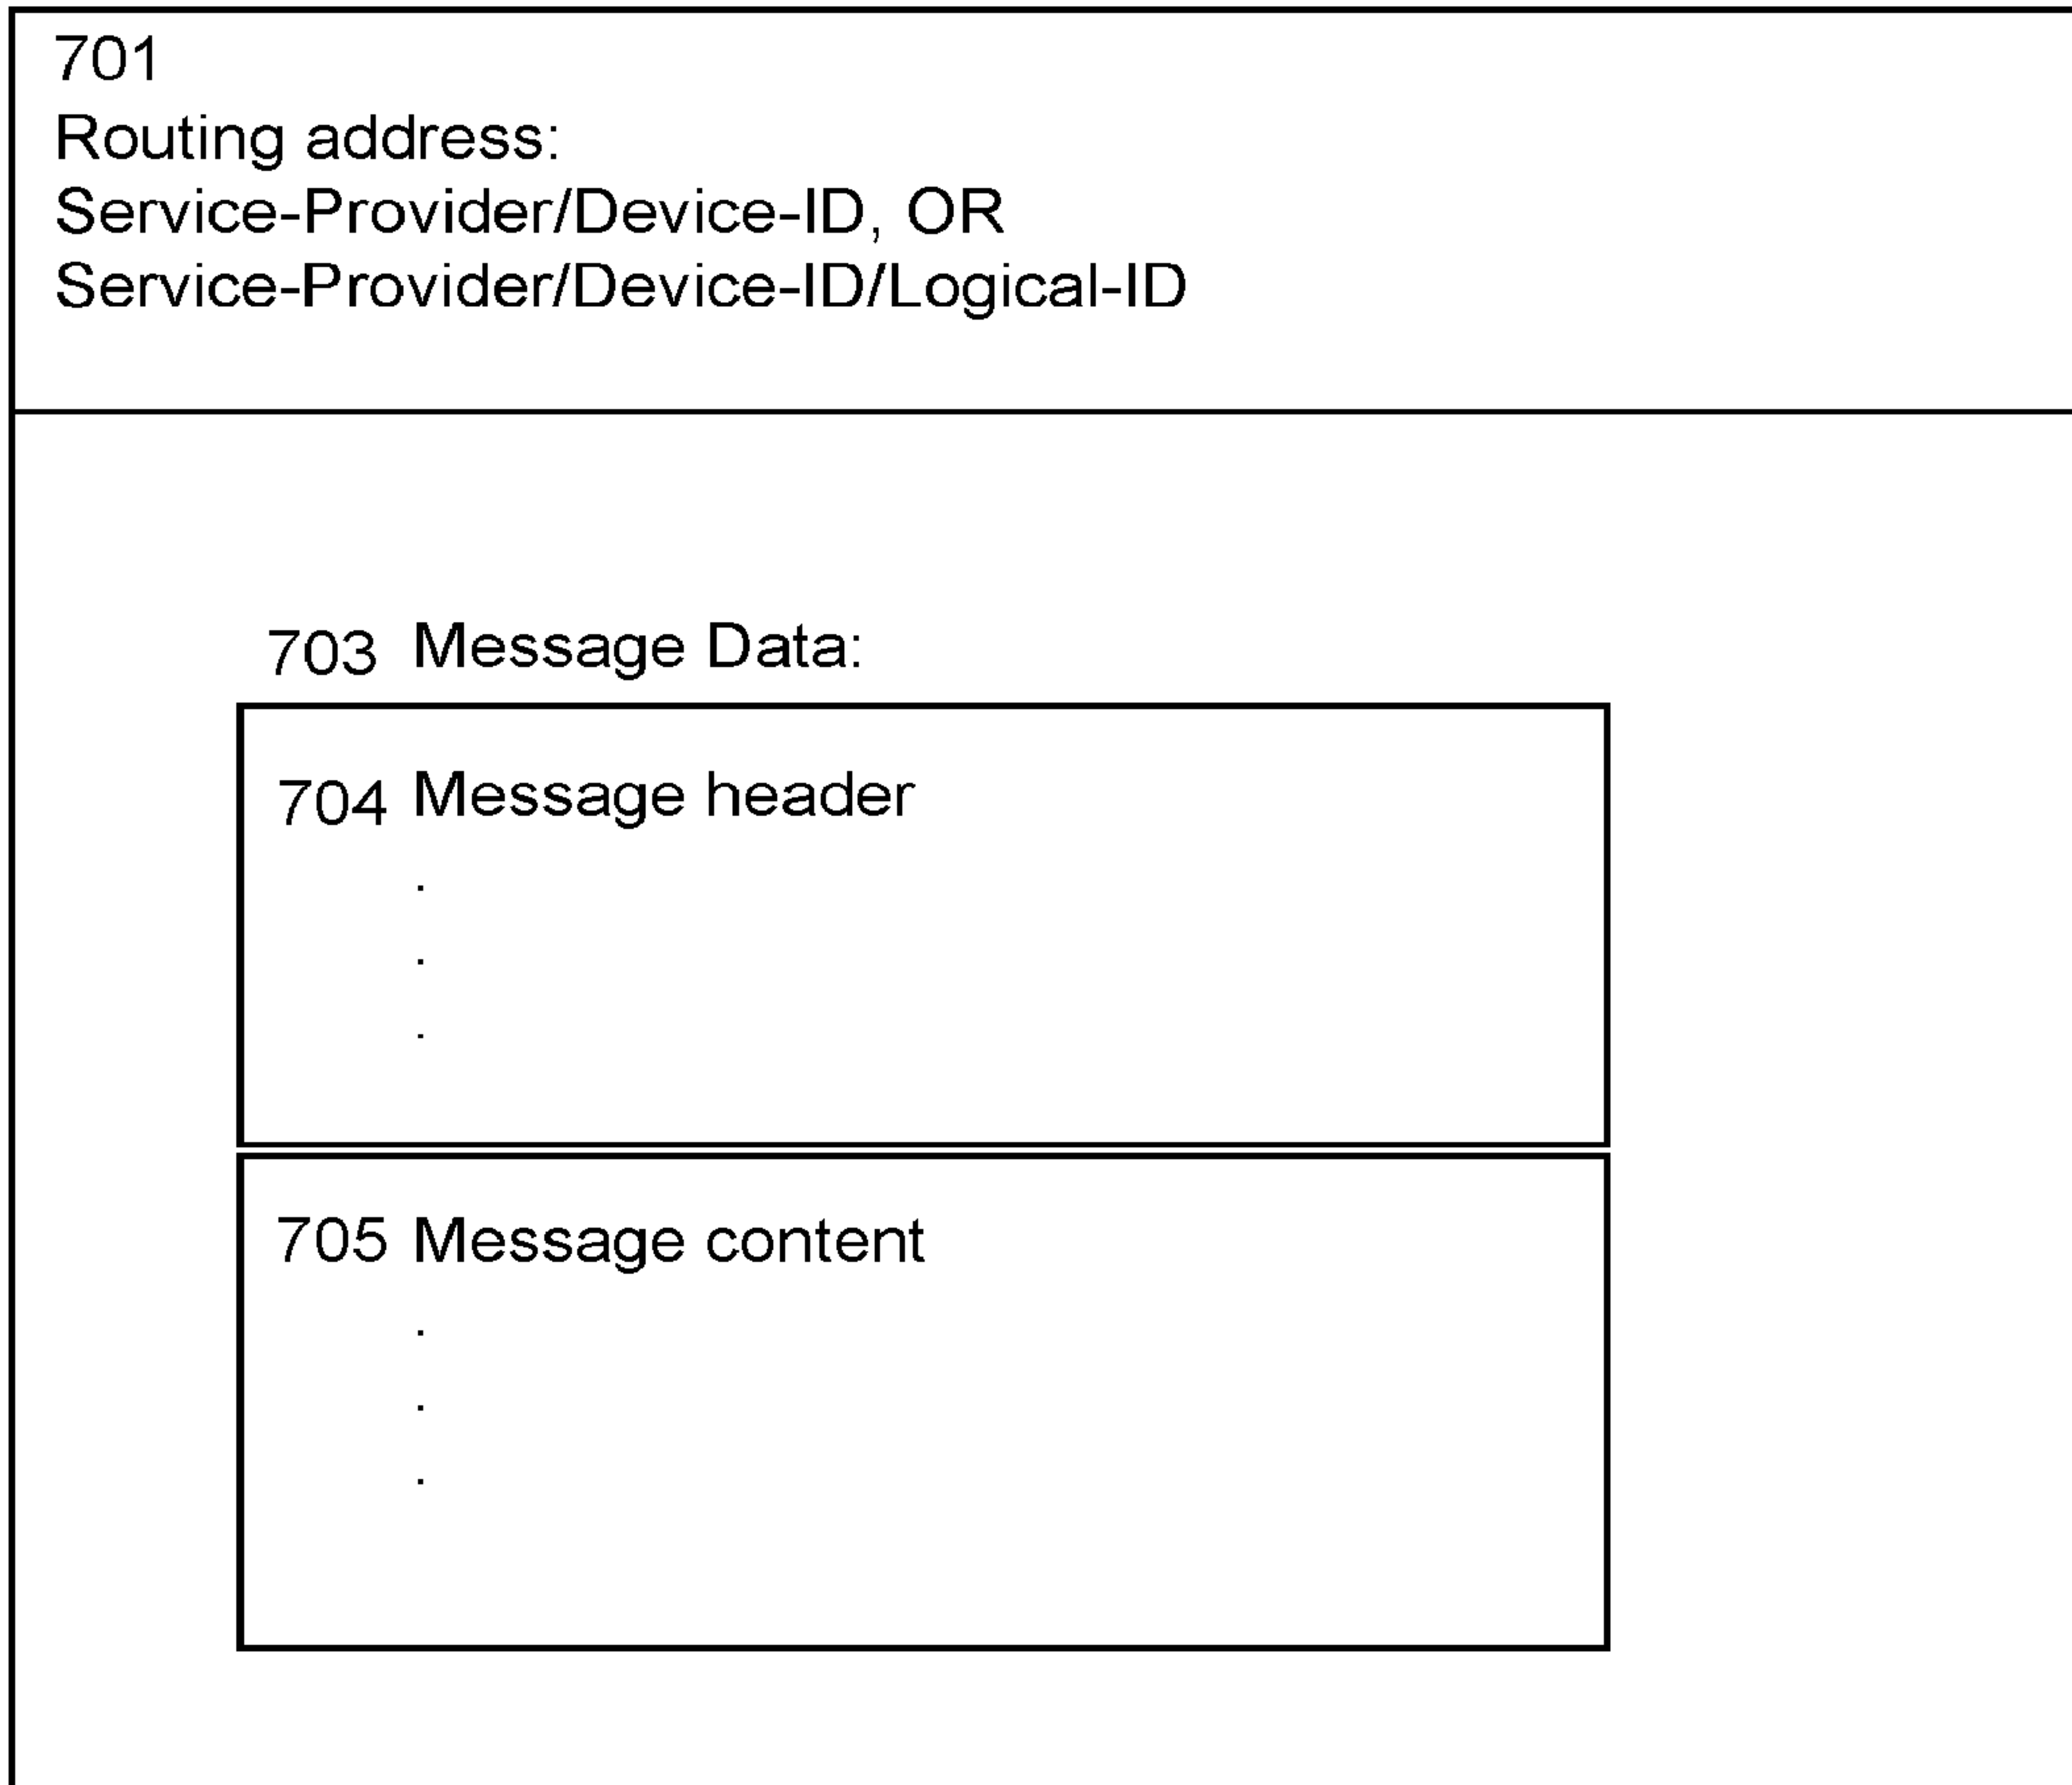 701
Routing address:
Service-Provider/Device-ID, OR
Service-Provider/Device-ID/Logical-ID
703 Message Data:
704 Message header
.
.
.
705 Message content
.
.
.